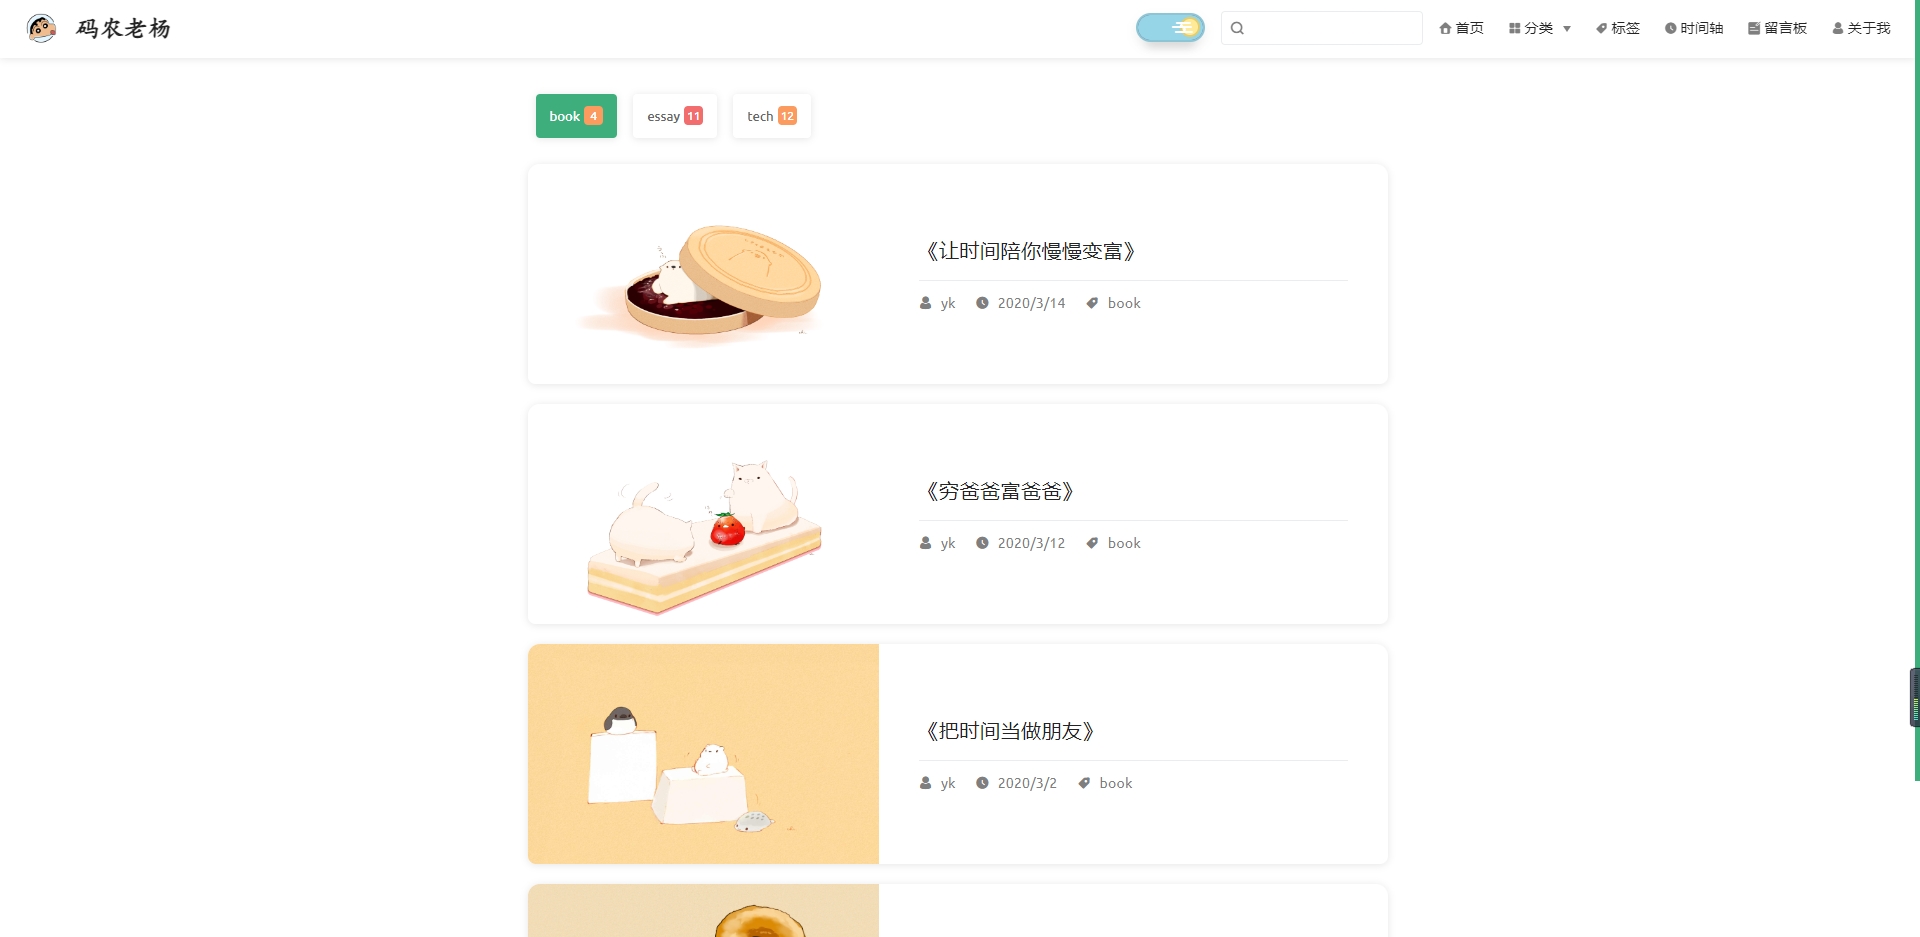 码农老杨
首页 分类 标签 时间轴 留言板 关于我
book 4 essay 11 tech 12
《让时间陪你慢慢变富》
yk 2020/3/14 book
《穷爸爸富爸爸》
yk 2020/3/12 book
《把时间当做朋友》
yk 2020/3/2 book